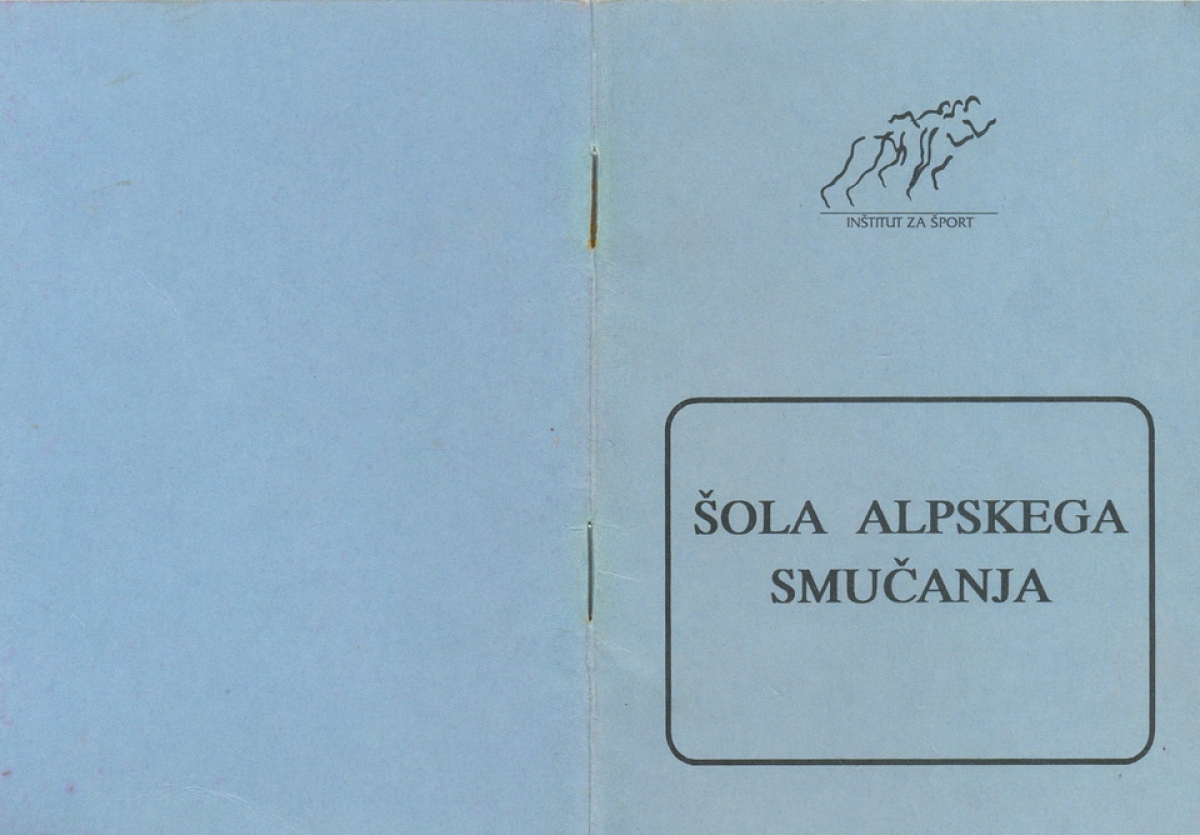 INŠTITUT ZA ŠPORT
ŠOLA ALPSKEGA
SMUČANJA